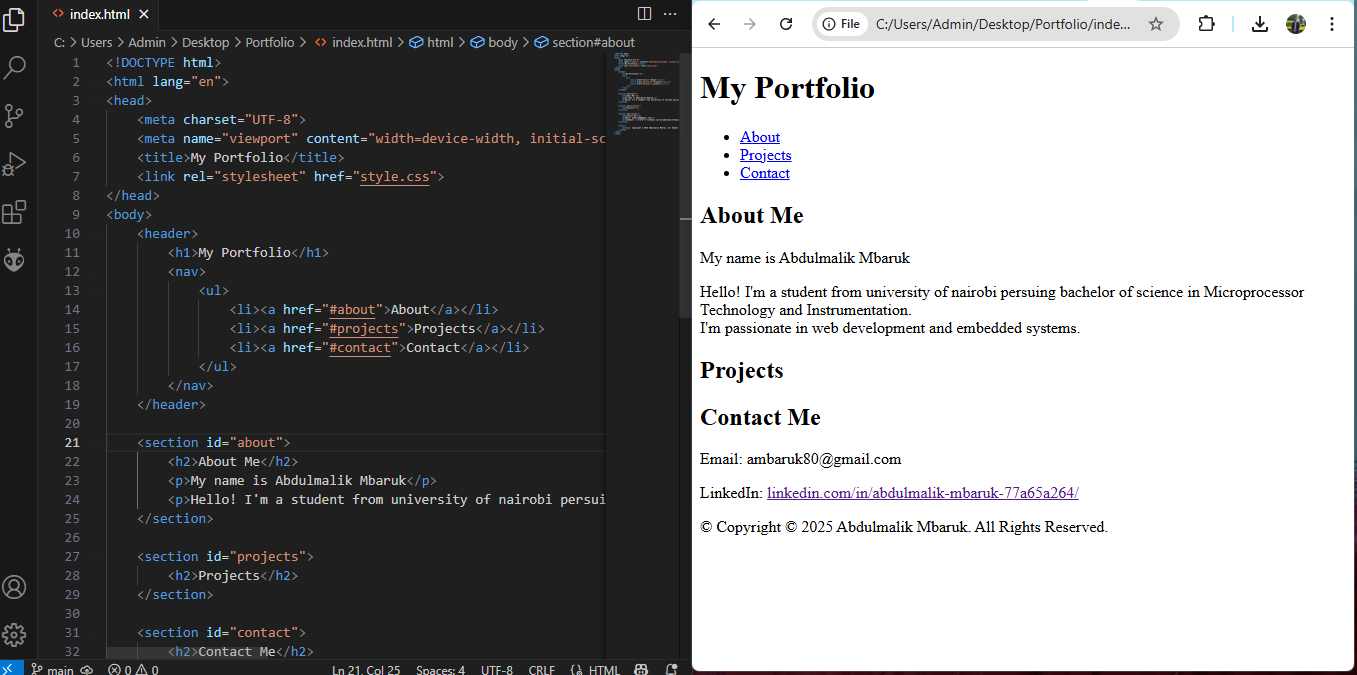 index.html
C: > Users > Admin > Desktop > Portfolio > index.html > html > body > section#about
1 <!DOCTYPE html>
2 <html lang="en">
3 <head>
4 <meta charset="UTF-8">
5 <meta name="viewport" content="width=device-width, initial-sc
6 <title>My Portfolio</title>
7 <link rel="stylesheet" href="style.css">
8 </head>
9 <body>
10 <header>
11 <h1>My Portfolio</h1>
12 <nav>
13 <ul>
14 <li><a href="#about">About</a></li>
15 <li><a href="#projects">Projects</a></li>
16 <li><a href="#contact">Contact</a></li>
17 </ul>
18 </nav>
19 </header>
20
21 <section id="about">
22 <h2>About Me</h2>
23 <p>My name is Abdulmalik Mbaruk</p>
24 <p>Hello! I'm a student from university of nairobi persui
25 </section>
26
27 <section id="projects">
28 <h2>Projects</h2>
29 </section>
30
31 <section id="contact">
32 <h2>Contact Me</h2>
main 0 0 Ln 21, Col 25 Spaces: 4 UTF-8 CRLF {} HTML
File C:/Users/Admin/Desktop/Portfolio/inde...
My Portfolio
About
Projects
Contact
About Me
My name is Abdulmalik Mbaruk
Hello! I'm a student from university of nairobi persuing bachelor of science in Microprocessor
Technology and Instrumentation.
I'm passionate in web development and embedded systems.
Projects
Contact Me
Email: ambaruk80@gmail.com
LinkedIn: linkedin.com/in/abdulmalik-mbaruk-77a65a264/
© Copyright © 2025 Abdulmalik Mbaruk. All Rights Reserved.